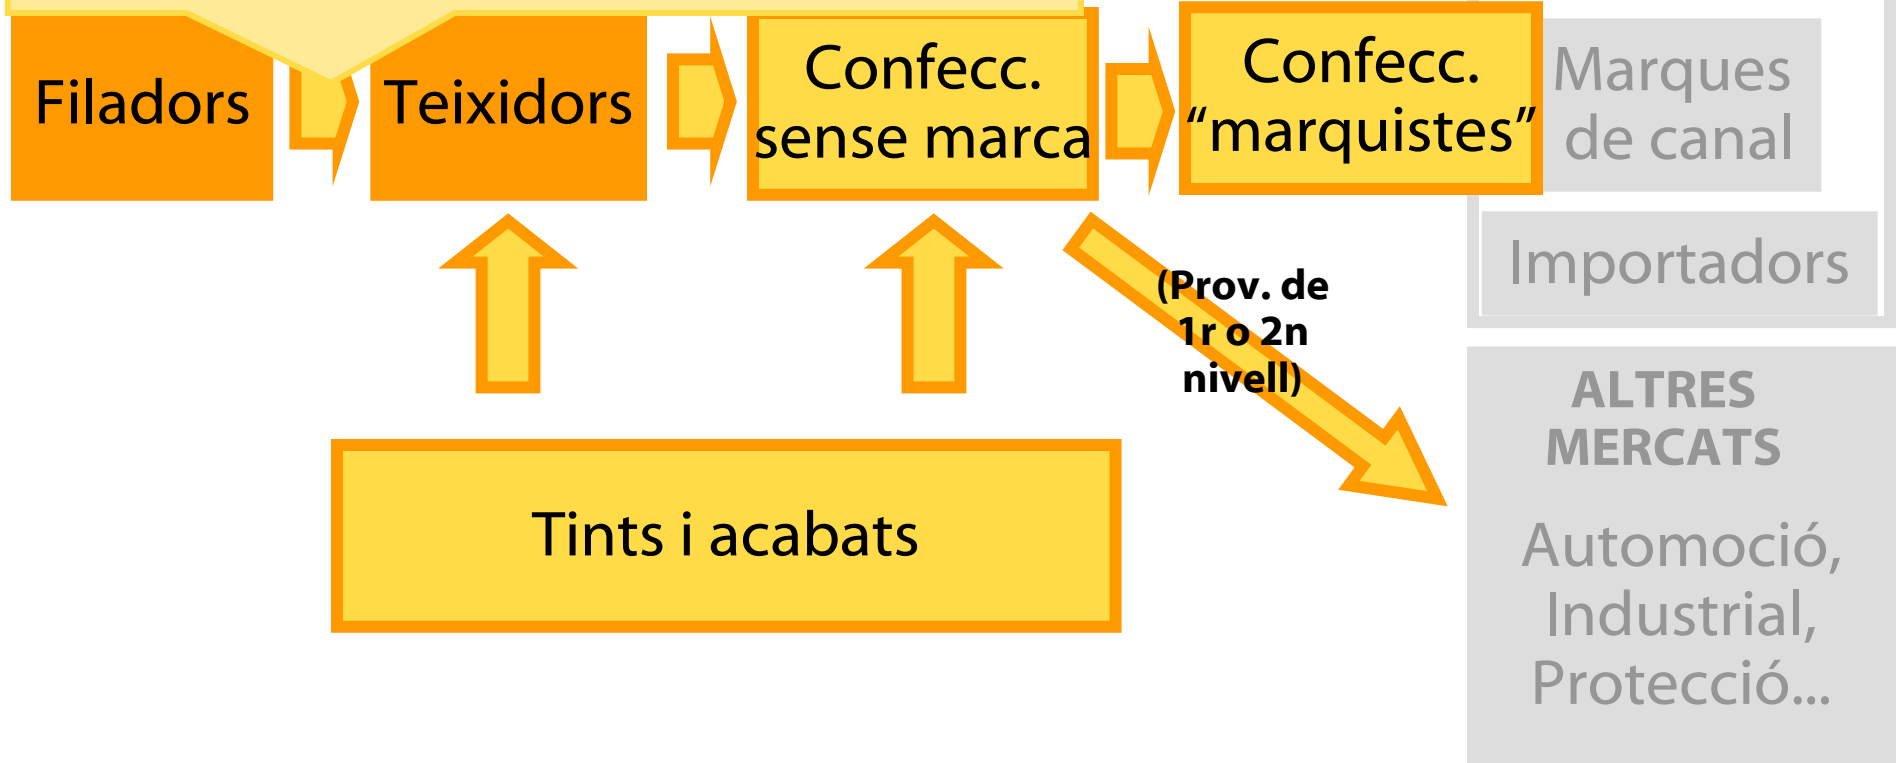 Filadors
Teixidors
Confecc.
sense marca
Confecc.
“marquistes”
Marques
de canal
Importadors
(Prov. de
1r o 2n
nivell)
ALTRES
MERCATS
Automoció,
Industrial,
Protecció...
Tints i acabats